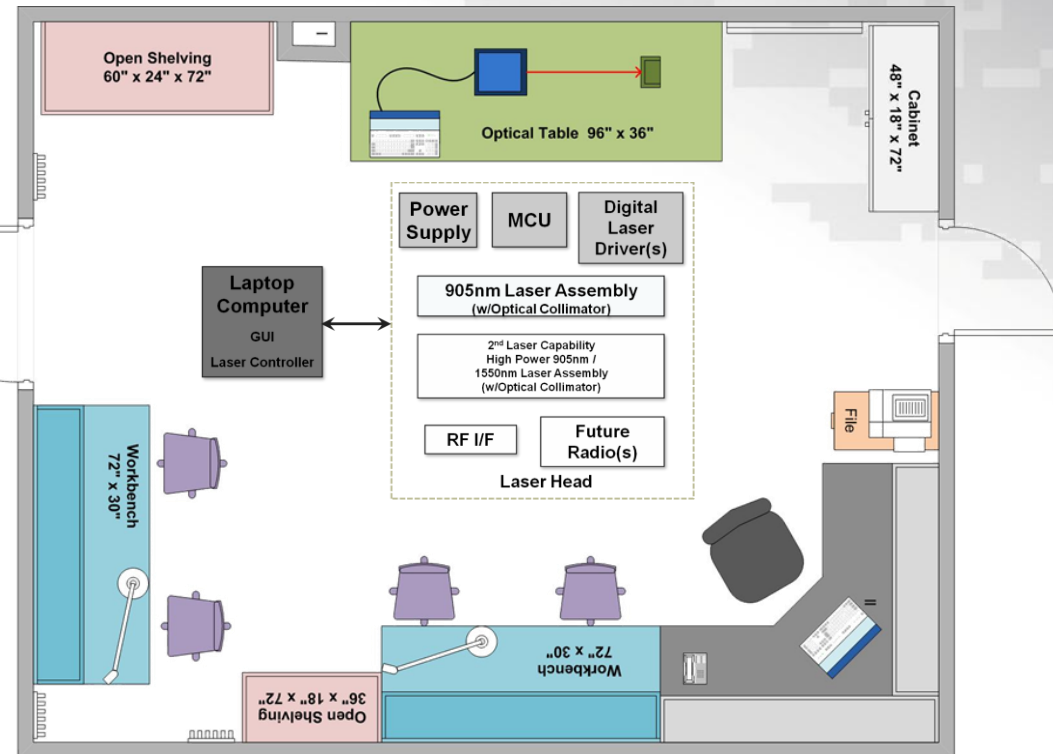 Open Shelving
60" x 24" x 72"
Optical Table 96" x 36"
Cabinet
48" x 18" x 72"
Power
Supply
MCU
Digital
Laser
Driver(s)
Laptop
Computer
GUI
Laser Controller
905nm Laser Assembly
(w/Optical Collimator)
2nd Laser Capability
High Power 905nm /
1550nm Laser Assembly
(w/Optical Collimator)
RF I/F
Future
Radio(s)
Laser Head
File
Workbench
72" x 30"
Workbench
72" x 30"
Open Shelving
36" x 18" x 72"